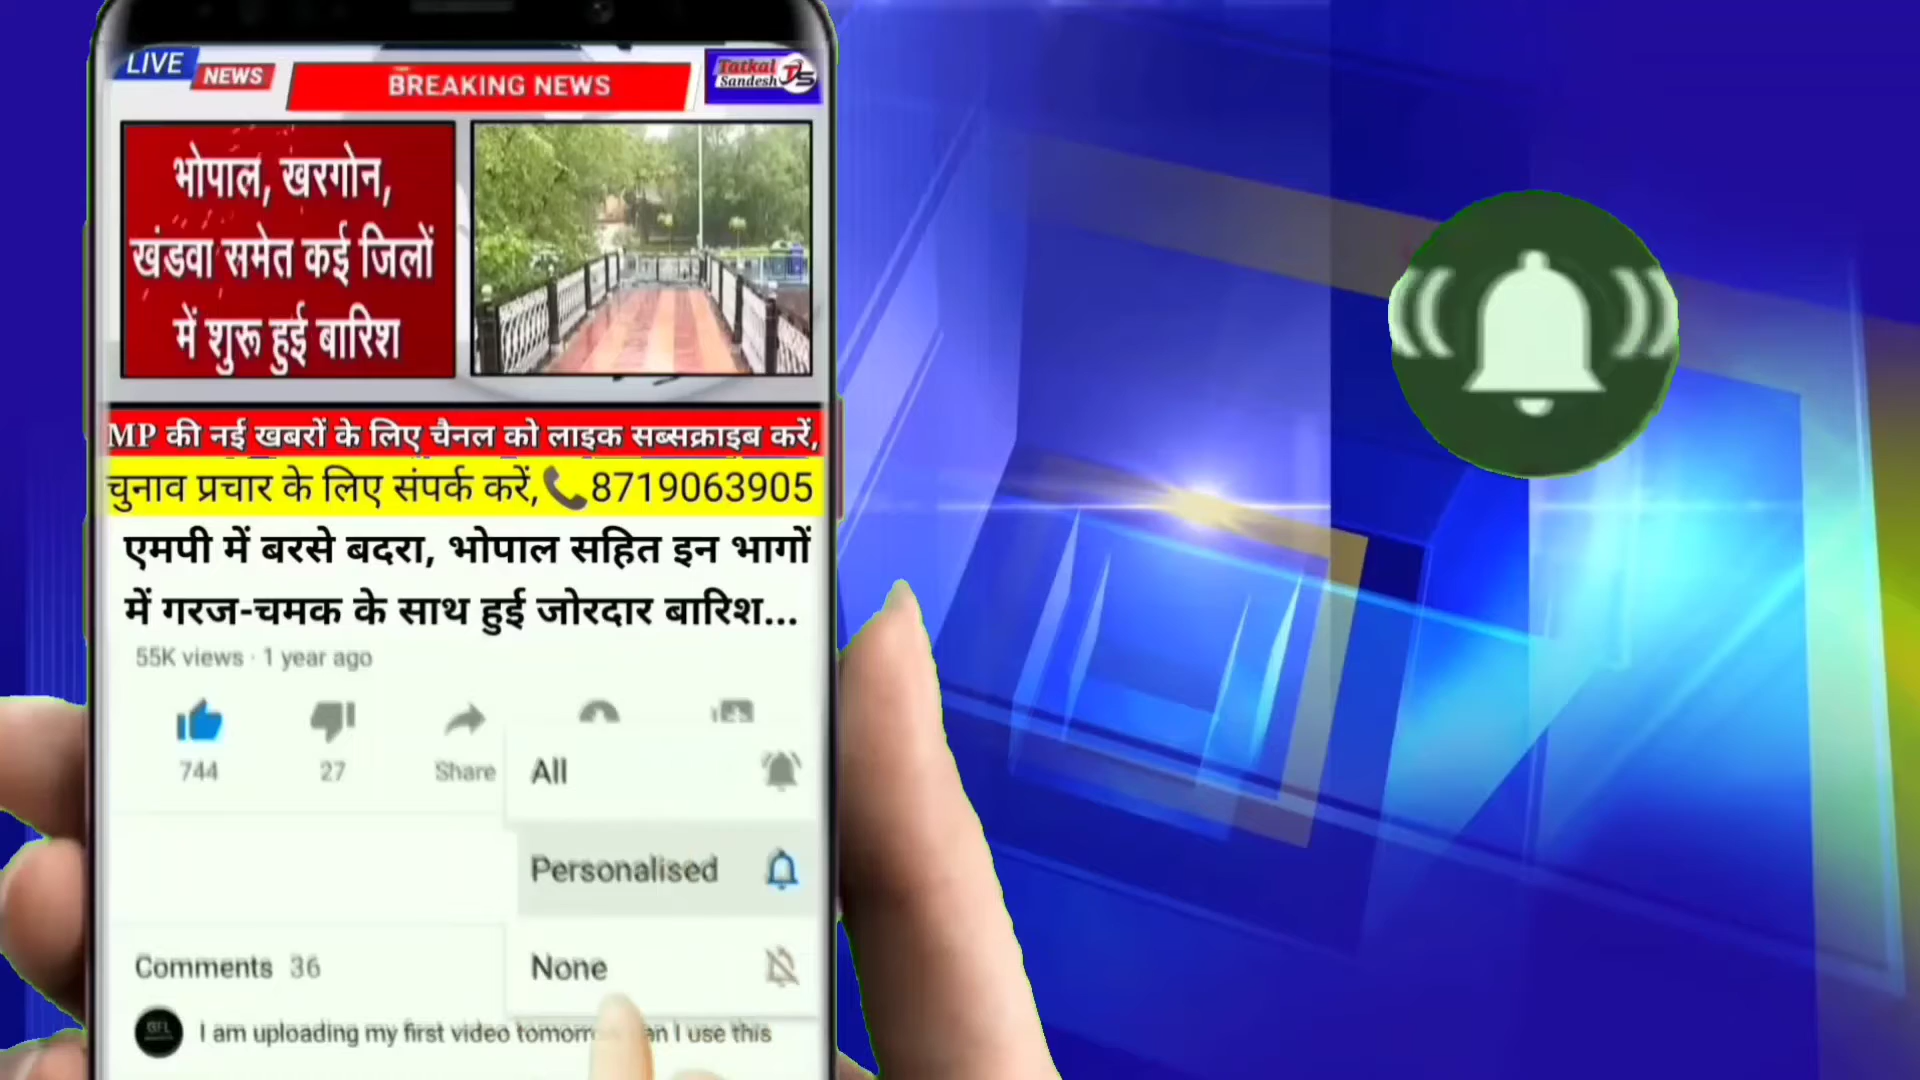 LIVE
NEWS
BREAKING NEWS
Tatkal
Sandesh
TS
भोपाल, खरगोन,
खंडवा समेत कई जिलों
में शुरू हुई बारिश
MP की नई खबरों के लिए चैनल को लाइक सब्सक्राइब करें,
चुनाव प्रचार के लिए संपर्क करें,📞8719063905
एमपी में बरसे बदरा, भोपाल सहित इन भागों
में गरज-चमक के साथ हुई जोरदार बारिश...
55K views · 1 year ago
744
27
Share
All
Personalised
None
Comments 36
I am uploading my first video I use this